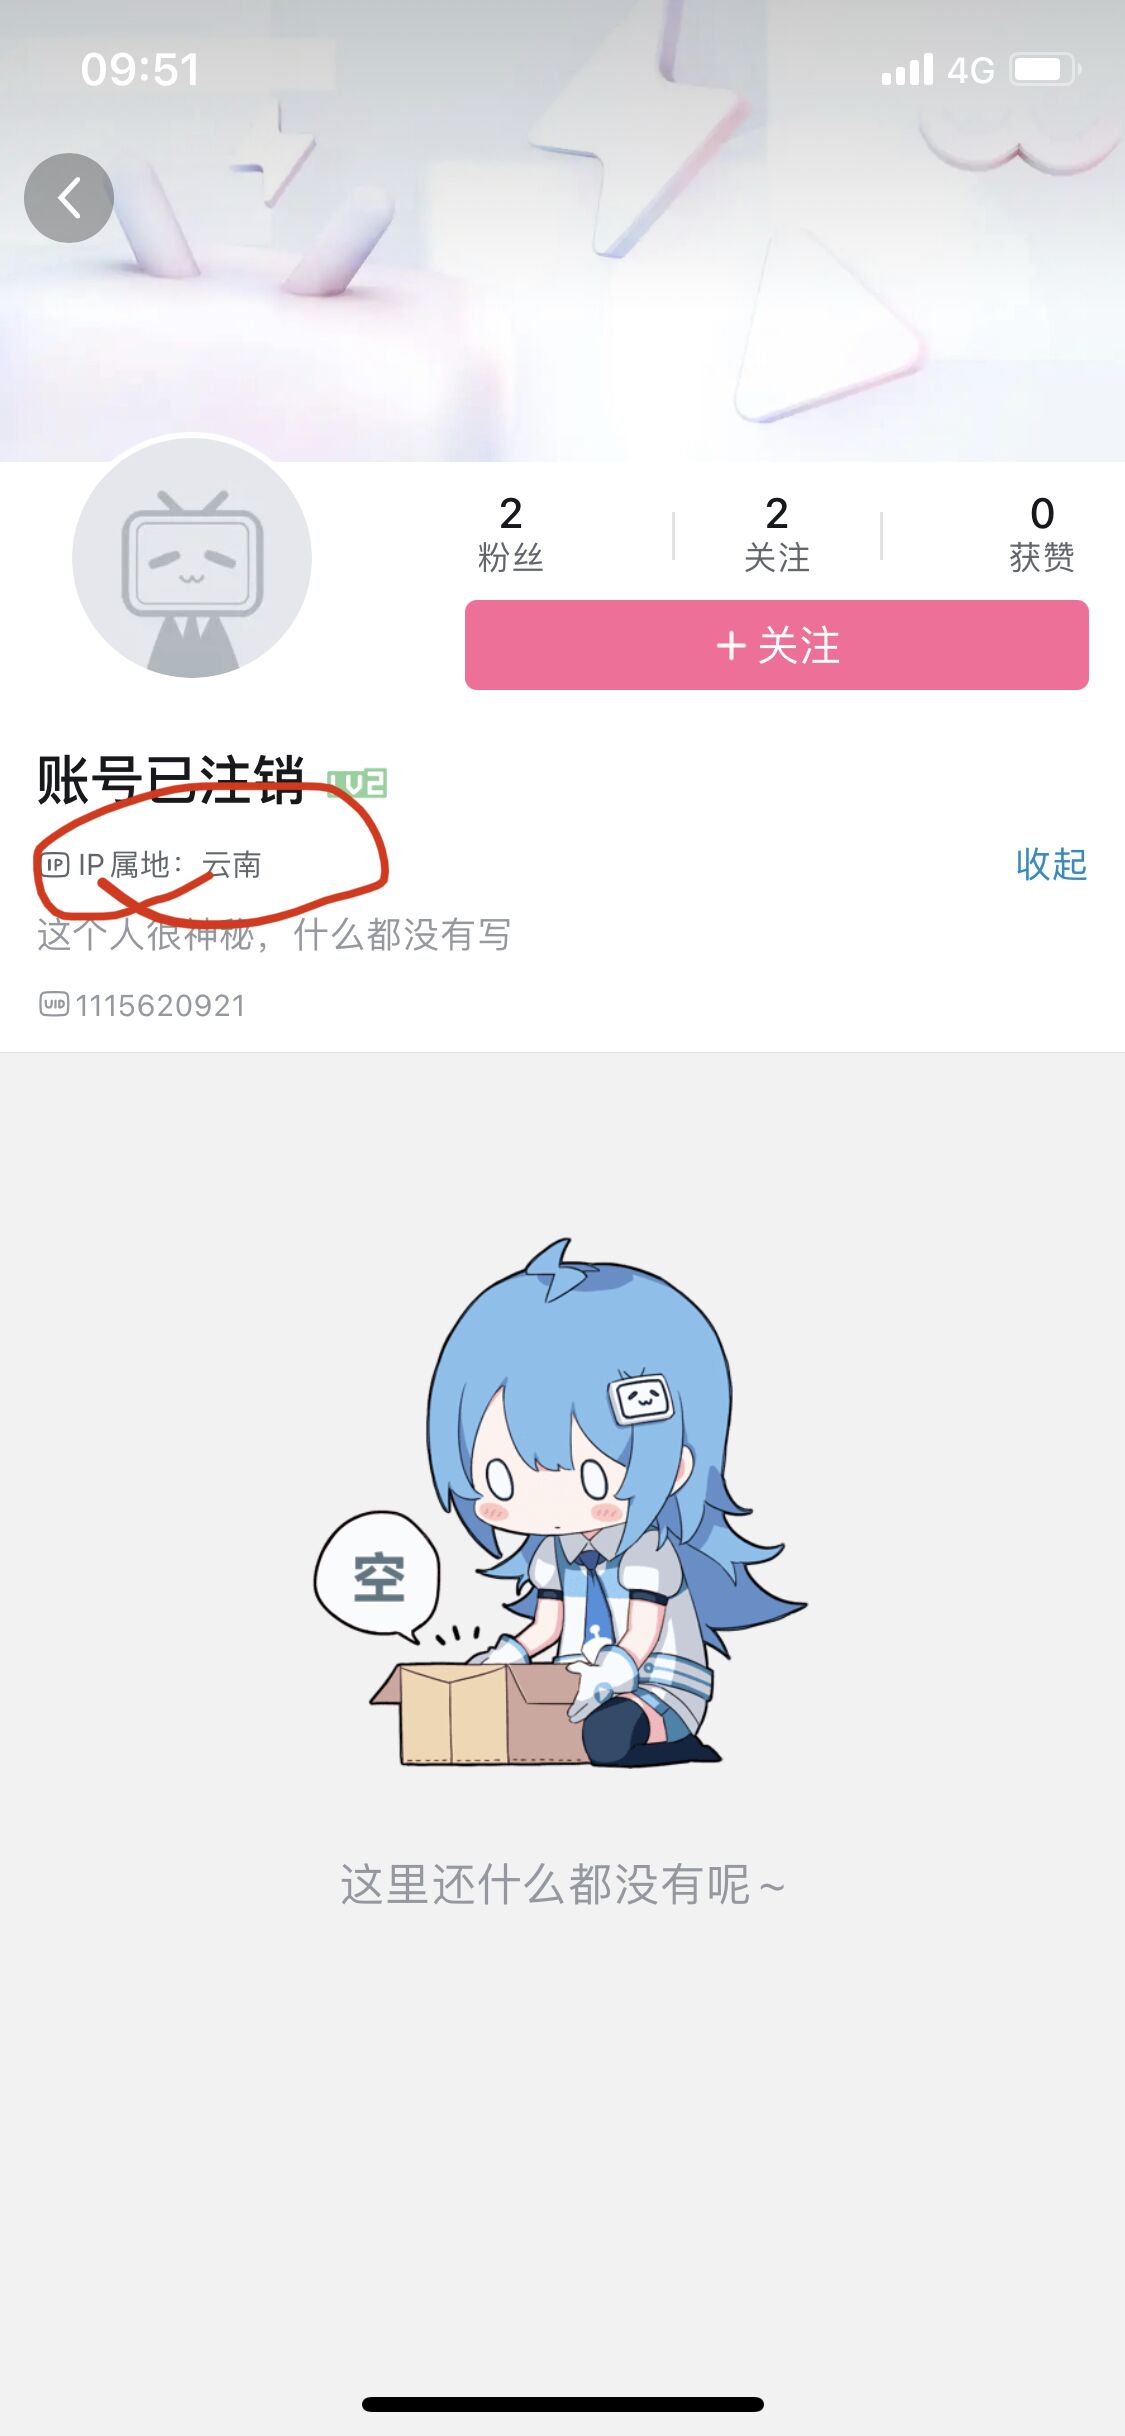 09:51 4G
2 2 0
粉丝 关注 获赞
+ 关注
账号已注销 LV2
IP IP属地：云南 收起
这个人很神秘，什么都没有写
UID 1115620921
空
这里还什么都没有呢~